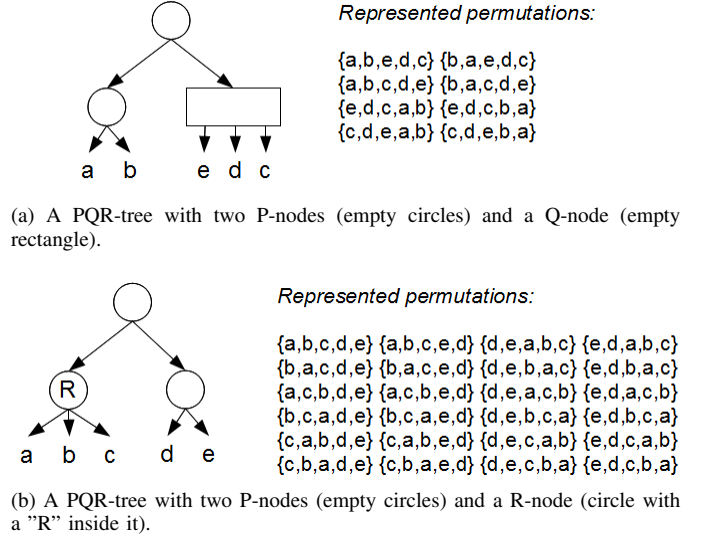 Represented permutations:
{a,b,e,d,c} {b,a,e,d,c}
{a,b,c,d,e} {b,a,c,d,e}
{e,d,c,a,b} {e,d,c,b,a}
{c,d,e,a,b} {c,d,e,b,a}
a b e d c
(a) A PQR-tree with two P-nodes (empty circles) and a Q-node (empty
rectangle).
Represented permutations:
{a,b,c,d,e} {a,b,c,e,d} {d,e,a,b,c} {e,d,a,b,c}
{b,a,c,d,e} {b,a,c,e,d} {d,e,b,a,c} {e,d,b,a,c}
{a,c,b,d,e} {a,c,b,e,d} {d,e,a,c,b} {e,d,a,c,b}
{b,c,a,d,e} {b,c,a,e,d} {d,e,b,c,a} {e,d,b,c,a}
{c,a,b,d,e} {c,a,b,e,d} {d,e,c,a,b} {e,d,c,a,b}
{c,b,a,d,e} {c,b,a,e,d} {d,e,c,b,a} {e,d,c,b,a}
R
a b c d e
(b) A PQR-tree with two P-nodes (empty circles) and a R-node (circle with
a ”R” inside it).